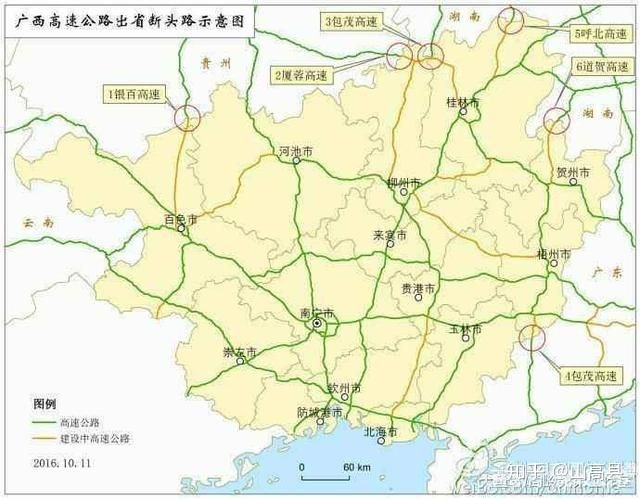 广西高速公路出省断头路示意图
3包茂高速
湖南
5呼北高速
贵州
2厦蓉高速
6道贺高速
1银百高速
桂林市
湖南
河池市
柳州市
贺州市
百色市
云南
来宾市
梧州市
广东
贵港市
南宁市
玉林市
崇左市
4包茂高速
钦州市
图例
高速公路
防城港市
建设中高速公路
北海市
2016.10.11
0
60 km
知乎 @山高县